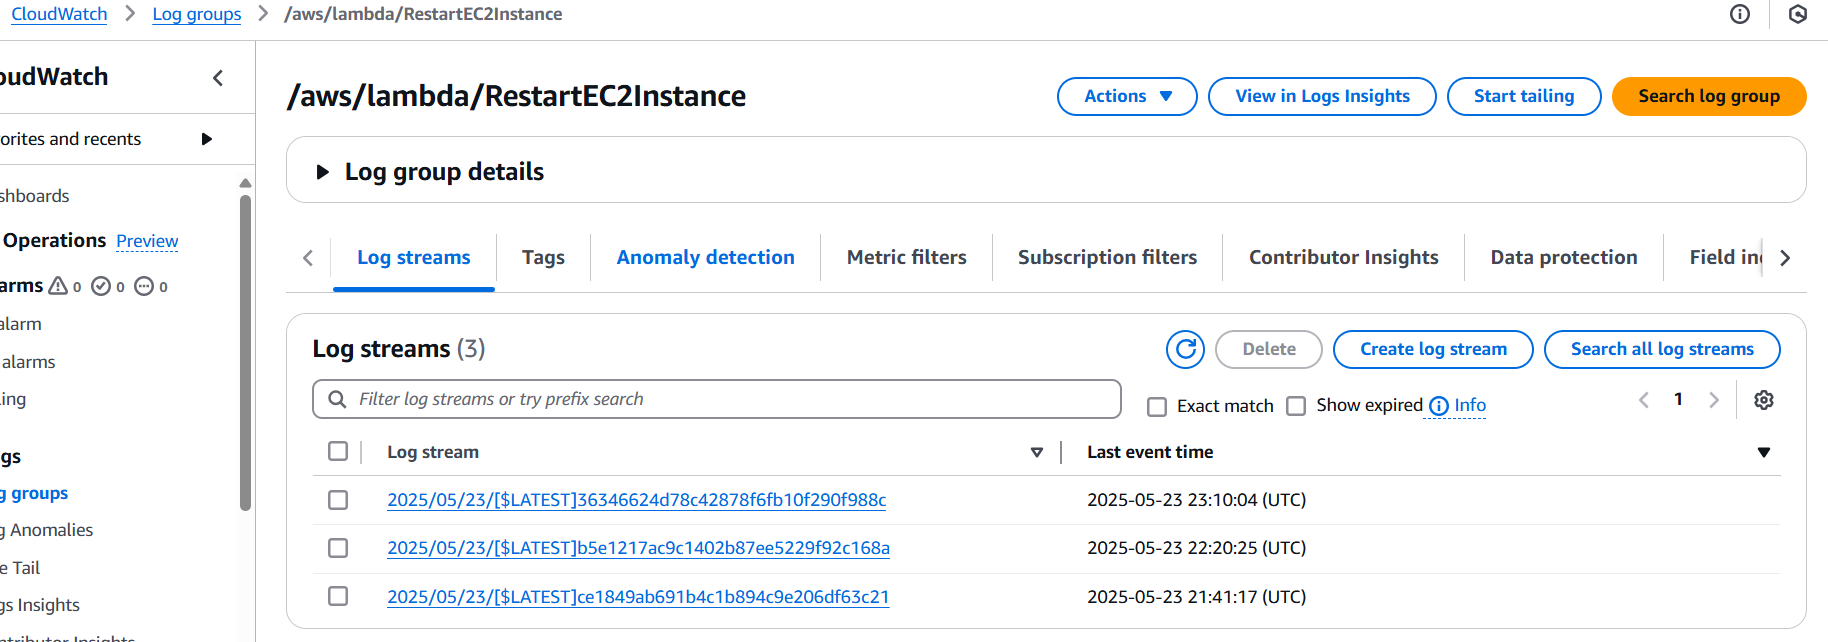 CloudWatch > Log groups > /aws/lambda/RestartEC2Instance
oudWatch
/aws/lambda/RestartEC2Instance
Actions View in Logs Insights Start tailing Search log group
orites and recents
Log group details
shboards
Operations Preview
Log streams Tags Anomaly detection Metric filters Subscription filters Contributor Insights Data protection Field in
arms 0 0 0
alarm
Log streams (3)
Delete Create log stream Search all log streams
alarms
ing
Filter log streams or try prefix search
Exact match Show expired Info
1
gs
Log stream Last event time
g groups
2025/05/23/[$LATEST]36346624d78c42878f6fb10f290f988c 2025-05-23 23:10:04 (UTC)
g Anomalies
2025/05/23/[$LATEST]b5e1217ac9c1402b87ee5229f92c168a 2025-05-23 22:20:25 (UTC)
e Tail
2025/05/23/[$LATEST]ce1849ab691b4c1b894c9e206df63c21 2025-05-23 21:41:17 (UTC)
gs Insights
ntributor Insights